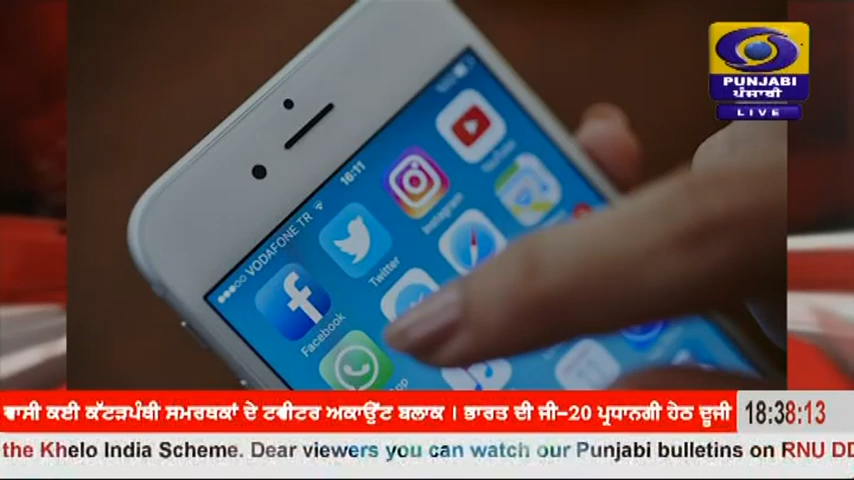 PUNJABI
ਪੰਜਾਬੀ
LIVE
16:11
VODAFONE TR
YouTube
Instagram
Twitter
Facebook
ਵਾਸੀ ਕਈ ਕੱਟੜਪੰਥੀ ਸਮਰਥਕਾਂ ਦੇ ਟਵੀਟਰ ਅਕਾਊਂਟ ਬਲਾਕ । ਭਾਰਤ ਦੀ ਜੀ-20 ਪ੍ਰਧਾਨਗੀ ਹੇਠ ਦੂਜੀ
18:38:13
the Khelo India Scheme. Dear viewers you can watch our Punjabi bulletins on RNU DD